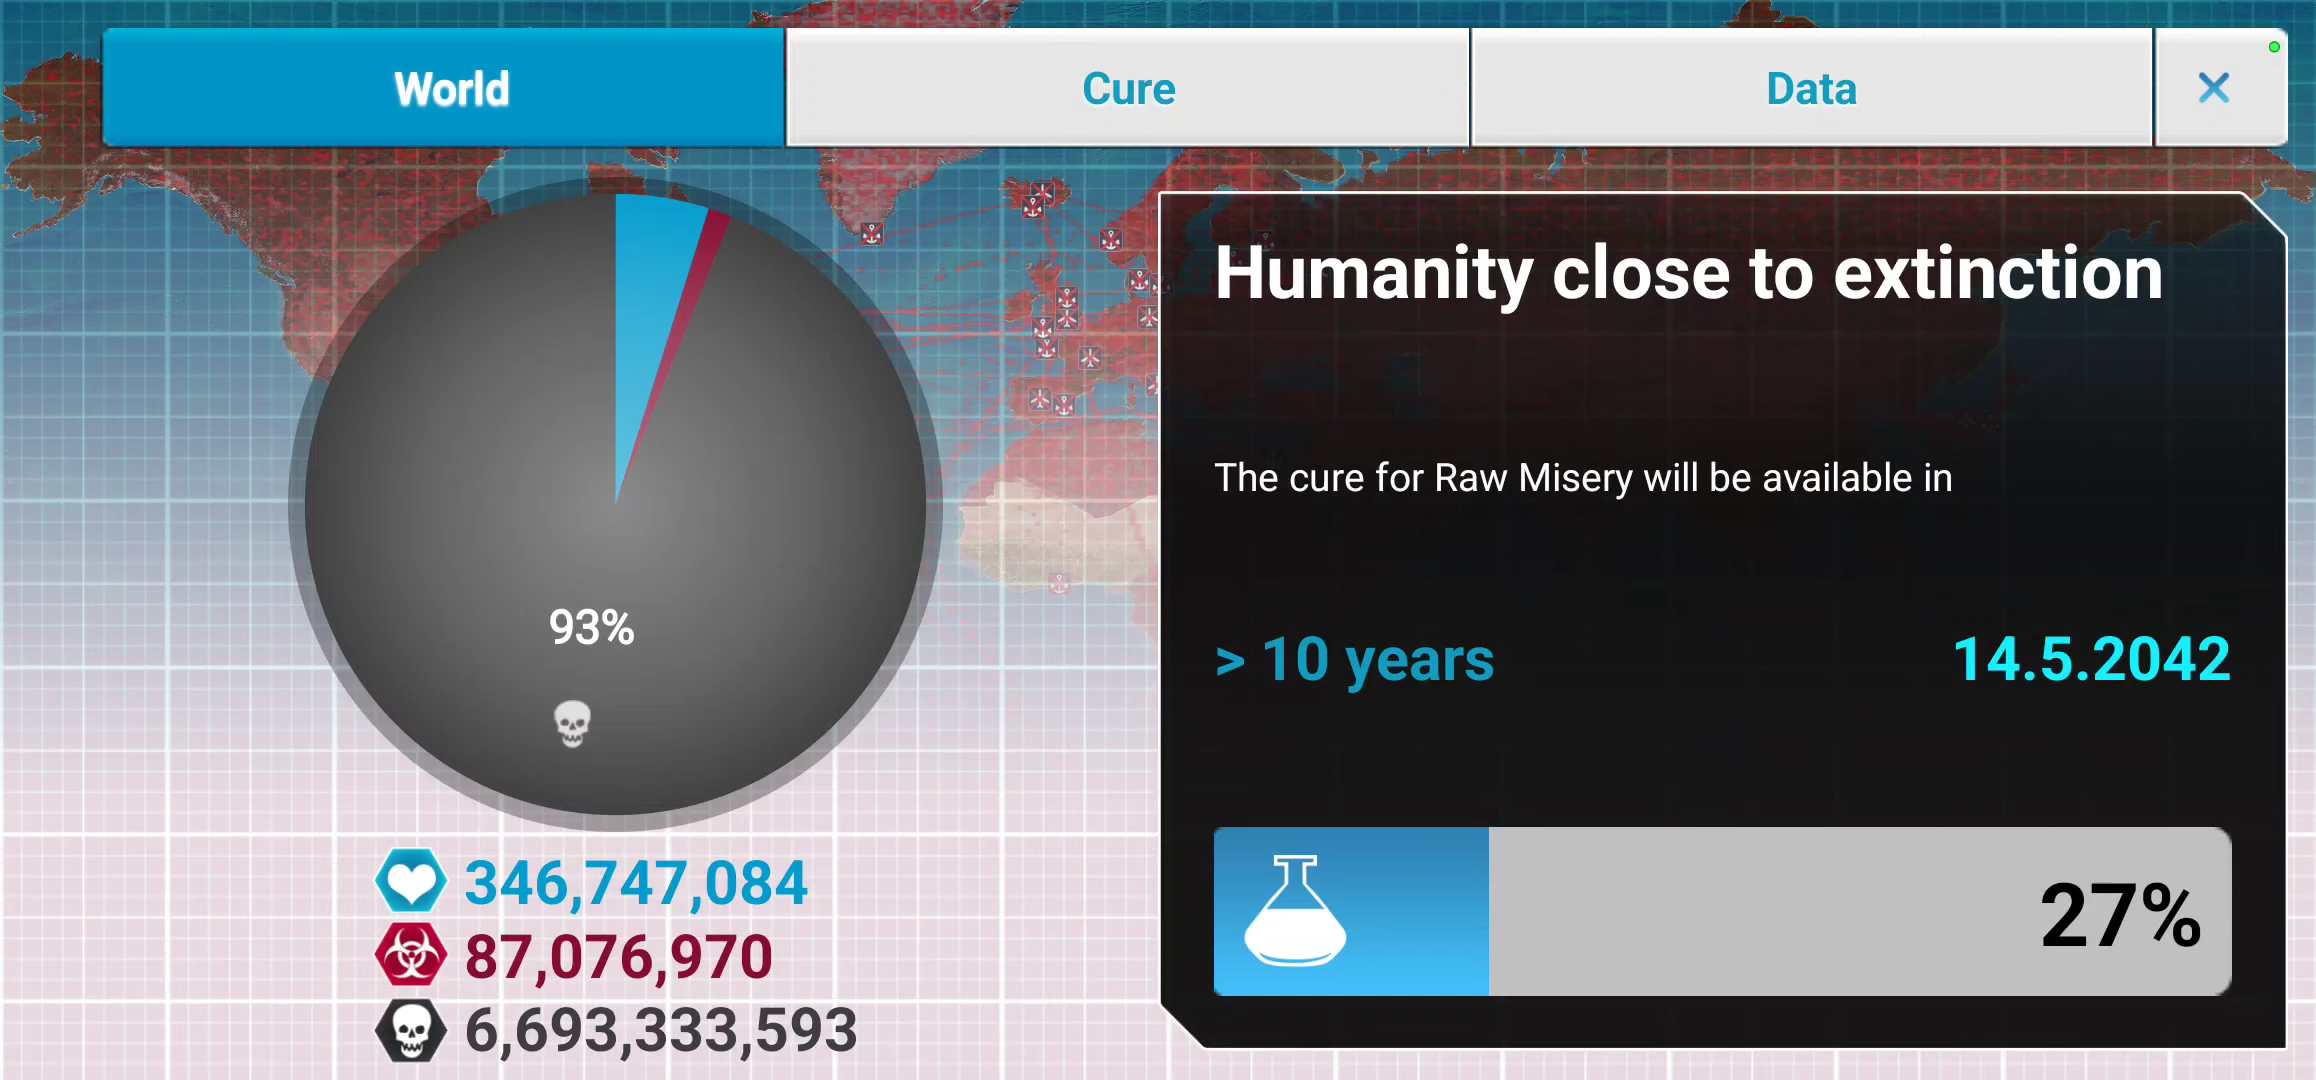 World
Cure
Data
Humanity close to extinction
The cure for Raw Misery will be available in
> 10 years
14.5.2042
27%
93%
346,747,084
87,076,970
6,693,333,593